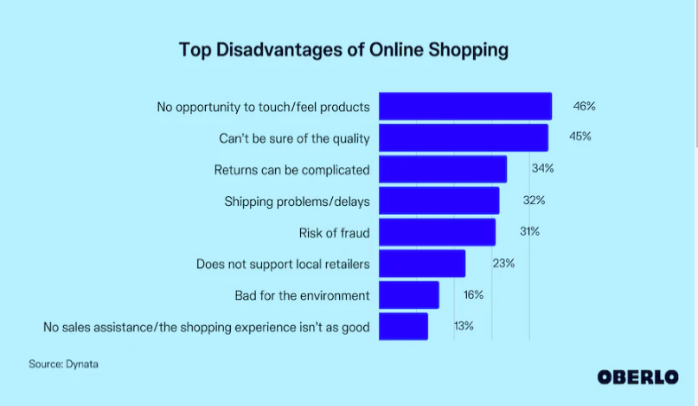 Top Disadvantages of Online Shopping
No opportunity to touch/feel products 46%
Can't be sure of the quality 45%
Returns can be complicated 34%
Shipping problems/delays 32%
Risk of fraud 31%
Does not support local retailers 23%
Bad for the environment 16%
No sales assistance/the shopping experience isn't as good 13%
Source: Dynata
OBERLO